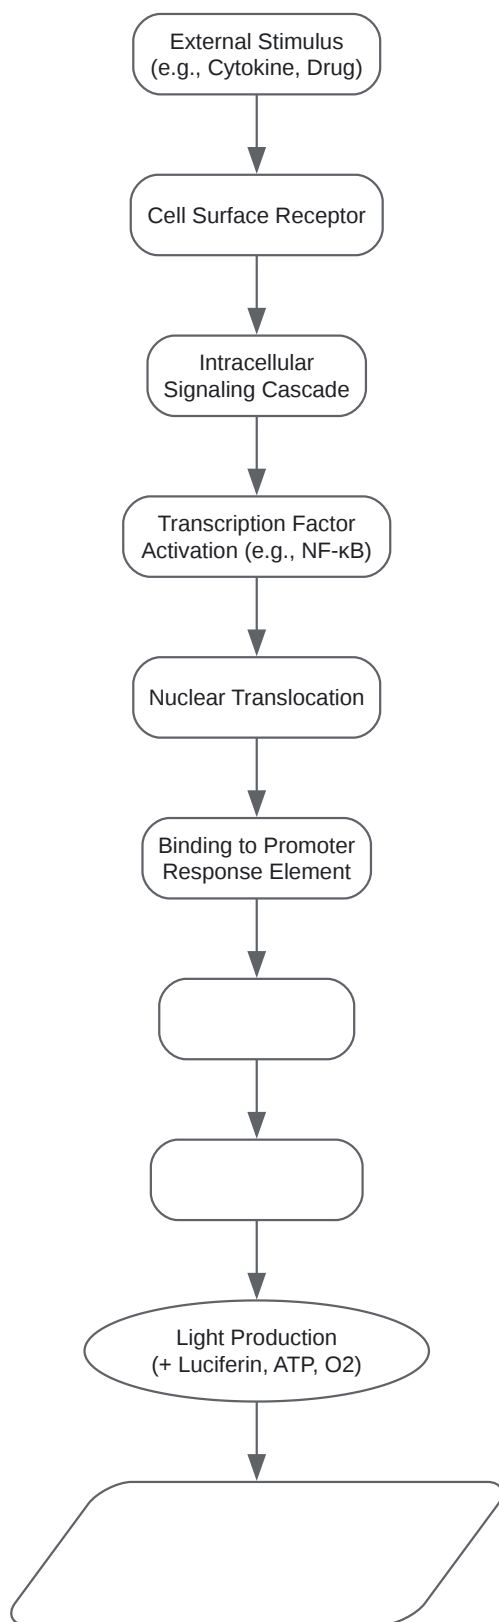 External Stimulus
(e.g., Cytokine, Drug)
Cell Surface Receptor
Intracellular
Signaling Cascade
Transcription Factor
Activation (e.g., NF-κB)
Nuclear Translocation
Binding to Promoter
Response Element
Light Production
(+ Luciferin, ATP, O2)